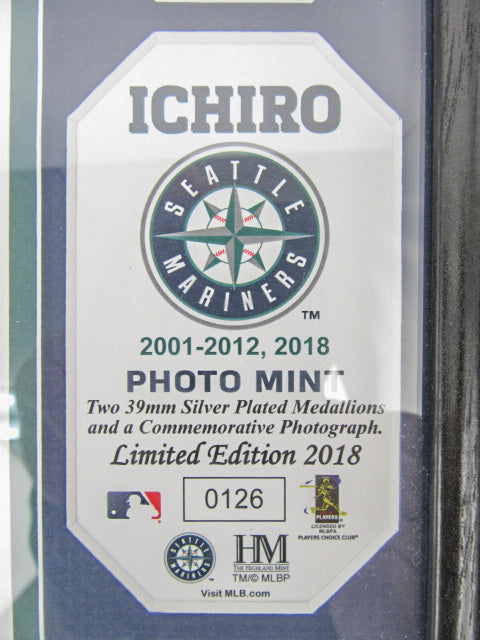 ICHIRO
SEATTLE
MARINERS
TM
2001-2012, 2018
PHOTO MINT
Two 39mm Silver Plated Medallions
and a Commemorative Photograph.
Limited Edition 2018
0126
PLAYERS
LICENSED BY
MLBPA
PLAYERS CHOICE CLUB®
SEATTLE
MARINERS
TM
HM
THE HIGHLAND MINT
TM/© MLBP
Visit MLB.com